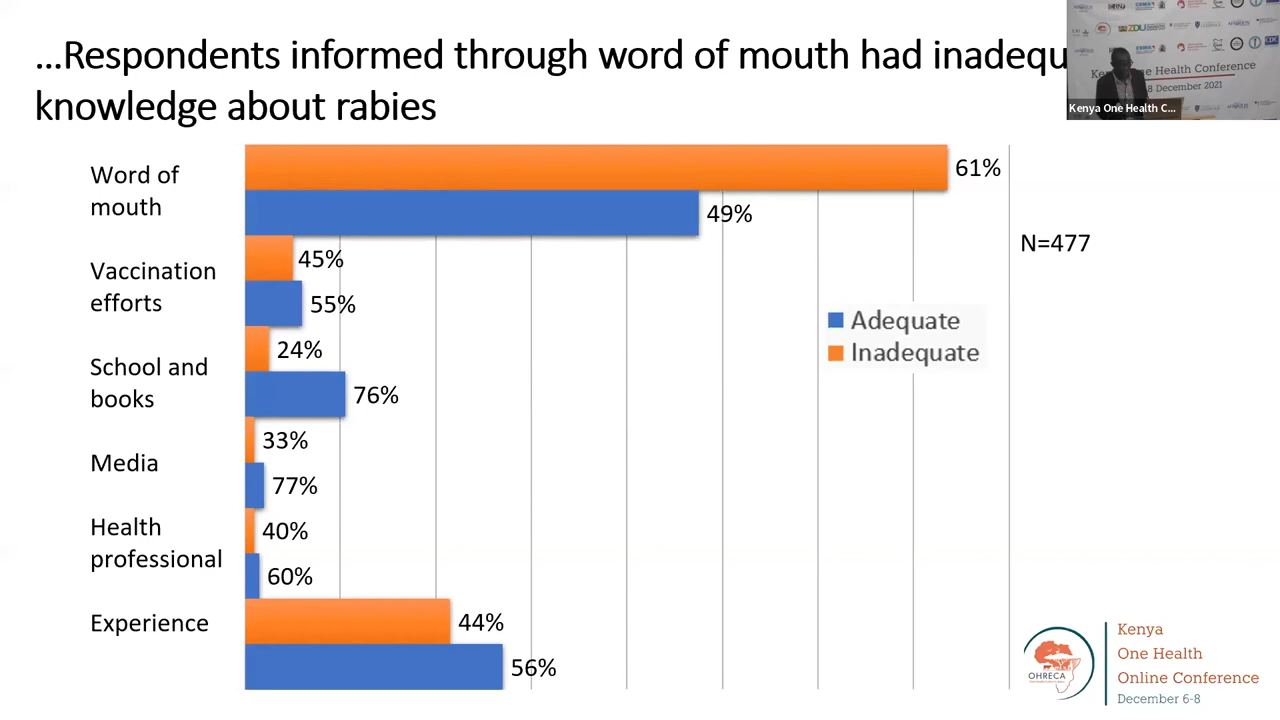 ...Respondents informed through word of mouth had inadequ
knowledge about rabies
Kenya One Health C...
e Health Conference
8 December 2021
Word of
mouth
61%
49%
N=477
Vaccination
efforts
45%
55%
Adequate
Inadequate
School and
books
24%
76%
Media
33%
77%
Health
professional
40%
60%
Experience
44%
56%
OHRECA
Kenya
One Health
Online Conference
December 6-8